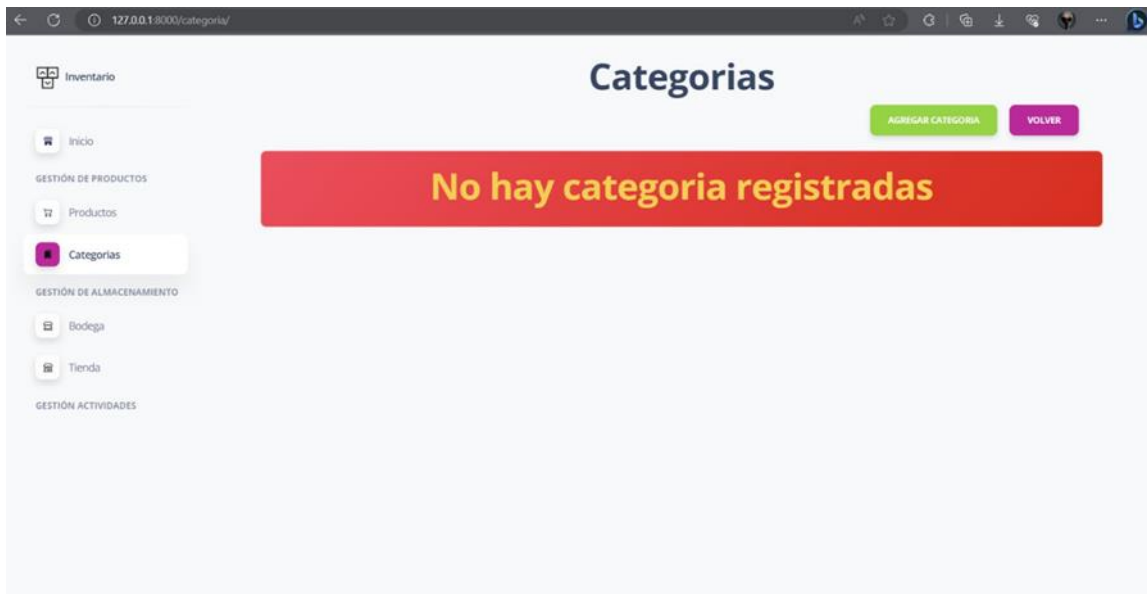 127.0.0.1:8000/categoria/
Inventario
Categorias
AGREGAR CATEGORIA
VOLVER
Inicio
No hay categoria registradas
GESTIÓN DE PRODUCTOS
Productos
Categorias
GESTIÓN DE ALMACENAMIENTO
Bodega
Tienda
GESTIÓN ACTIVIDADES